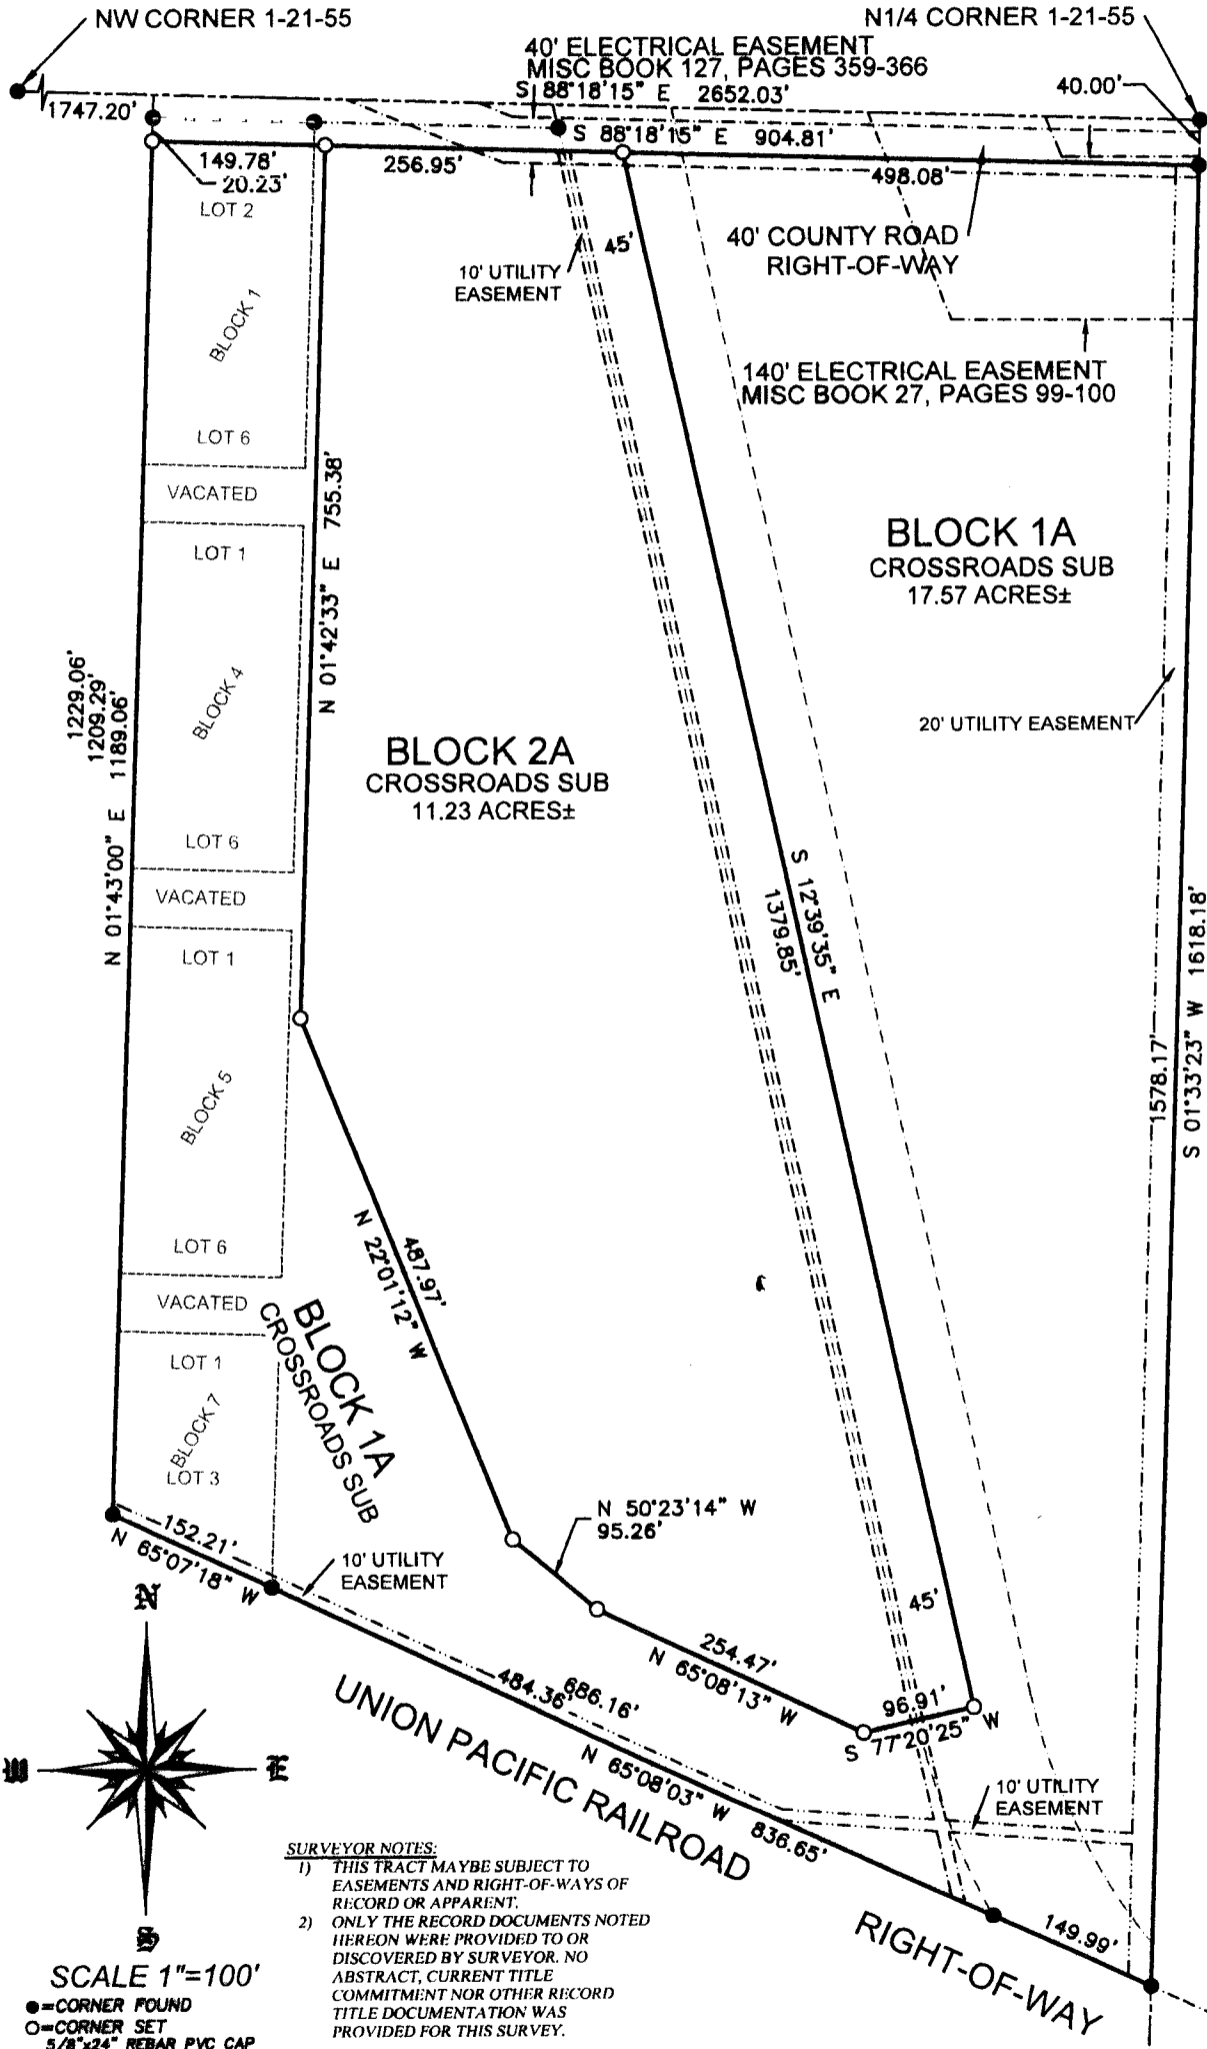 NW CORNER 1-21-55
N1/4 CORNER 1-21-55
40' ELECTRICAL EASEMENT
MISC BOOK 127, PAGES 359-366
S 88°18'15" E 2652.03'
40.00'
1747.20'
S 88°18'15" E 904.81'
149.78'
20.23'
256.95'
498.08'
LOT 2
BLOCK 1
LOT 6
VACATED
LOT 1
BLOCK 4
LOT 6
VACATED
LOT 1
BLOCK 5
LOT 6
VACATED
LOT 1
BLOCK 7
LOT 3
45'
10' UTILITY
EASEMENT
40' COUNTY ROAD
RIGHT-OF-WAY
140' ELECTRICAL EASEMENT
MISC BOOK 27, PAGES 99-100
N 01°42'33" E 755.38'
BLOCK 1A
CROSSROADS SUB
17.57 ACRES±
1229.06'
1209.29'
N 01°43'00" E 1189.06'
20' UTILITY EASEMENT
BLOCK 2A
CROSSROADS SUB
11.23 ACRES±
S 12°39'35" E
1379.85'
1578.17'
S 01°33'23" W 1618.18'
487.97'
N 22°01'12" W
BLOCK 1A
CROSSROADS SUB
N 50°23'14" W
95.26'
152.21'
N 65°07'18" W
10' UTILITY
EASEMENT
45'
254.47'
N 65°08'13" W
96.91'
S 77°20'25" W
484.36'
686.16'
N 65°08'03" W 836.65'
UNION PACIFIC RAILROAD
RIGHT-OF-WAY
10' UTILITY
EASEMENT
149.99'
N
W
E
S
SCALE 1"=100'
●=CORNER FOUND
○=CORNER SET
5/8"x24" REBAR PVC CAP
SURVEYOR NOTES:
1) THIS TRACT MAYBE SUBJECT TO
EASEMENTS AND RIGHT-OF-WAYS OF
RECORD OR APPARENT.
2) ONLY THE RECORD DOCUMENTS NOTED
HEREON WERE PROVIDED TO OR
DISCOVERED BY SURVEYOR. NO
ABSTRACT, CURRENT TITLE
COMMITMENT NOR OTHER RECORD
TITLE DOCUMENTATION WAS
PROVIDED FOR THIS SURVEY.